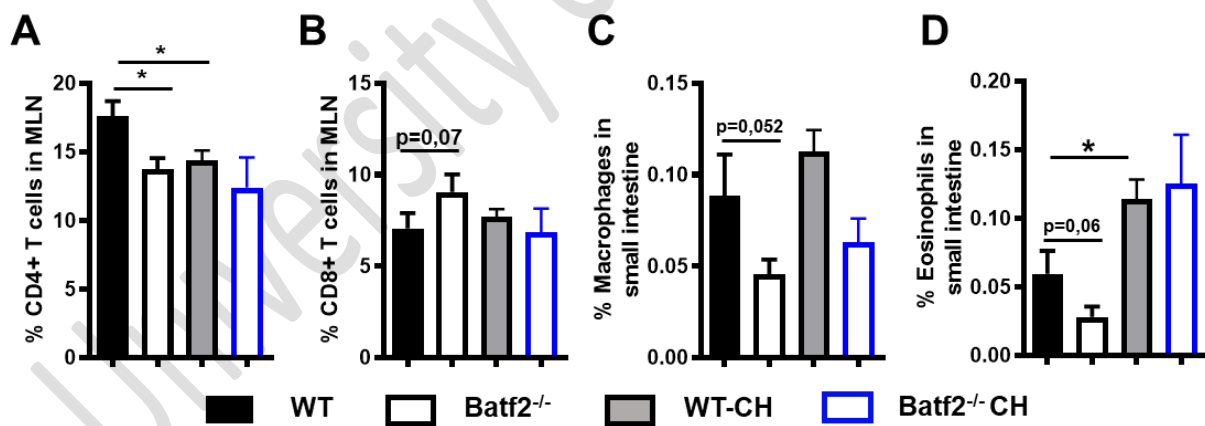 A
B
C
D
% CD4+ T cells in MLN
20
15
10
5
0
*
*
% CD8+ T cells in MLN
15
10
5
0
p=0,07
% Macrophages in
small intestine
0.15
0.10
0.05
0.00
p=0,052
% Eosinophils in
small intestine
0.20
0.15
0.10
0.05
0.00
*
p=0,06
WT
Batf2-/-
WT-CH
Batf2-/- CH
University